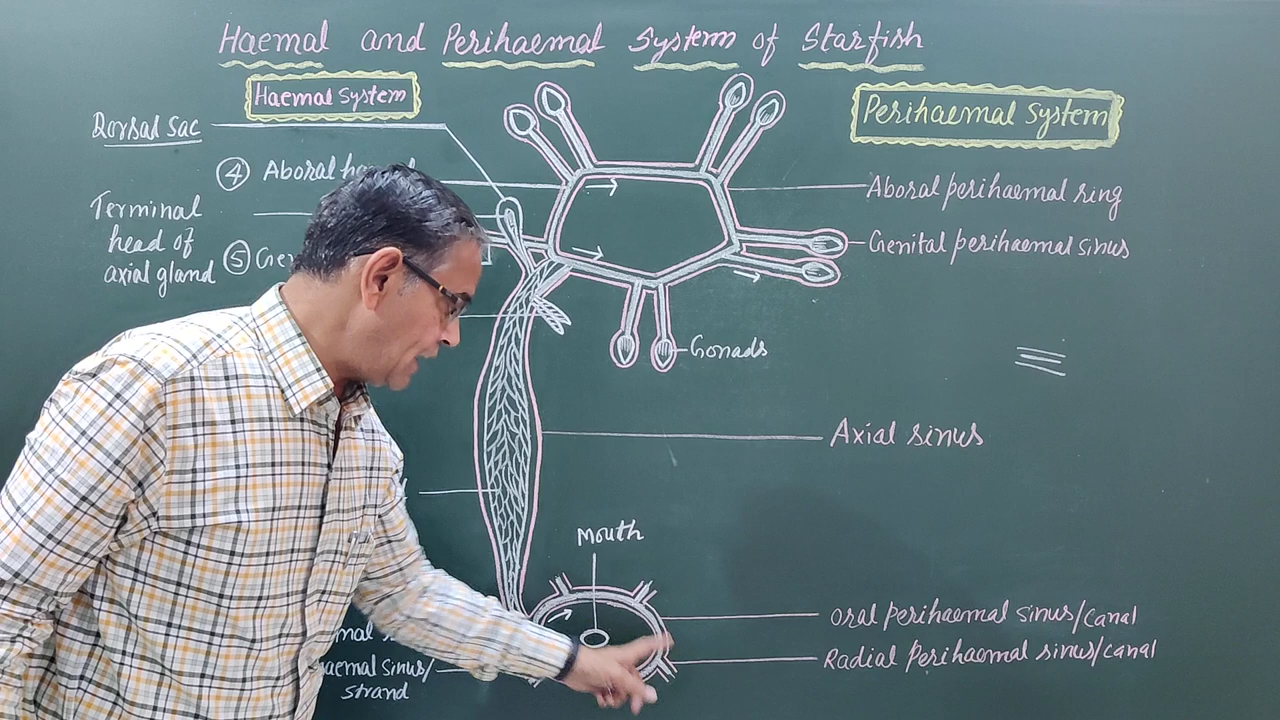 Haemal and Perihaemal System of Starfish
Haemal System
Perihaemal System
Dorsal sac
④ Aboral
Aboral perihaemal ring
Terminal
head of
axial gland
⑤
Genital perihaemal sinus
Gonads
Axial sinus
Mouth
Oral perihaemal sinus/canal
Radial Perihaemal sinus/canal
sinus/
strand